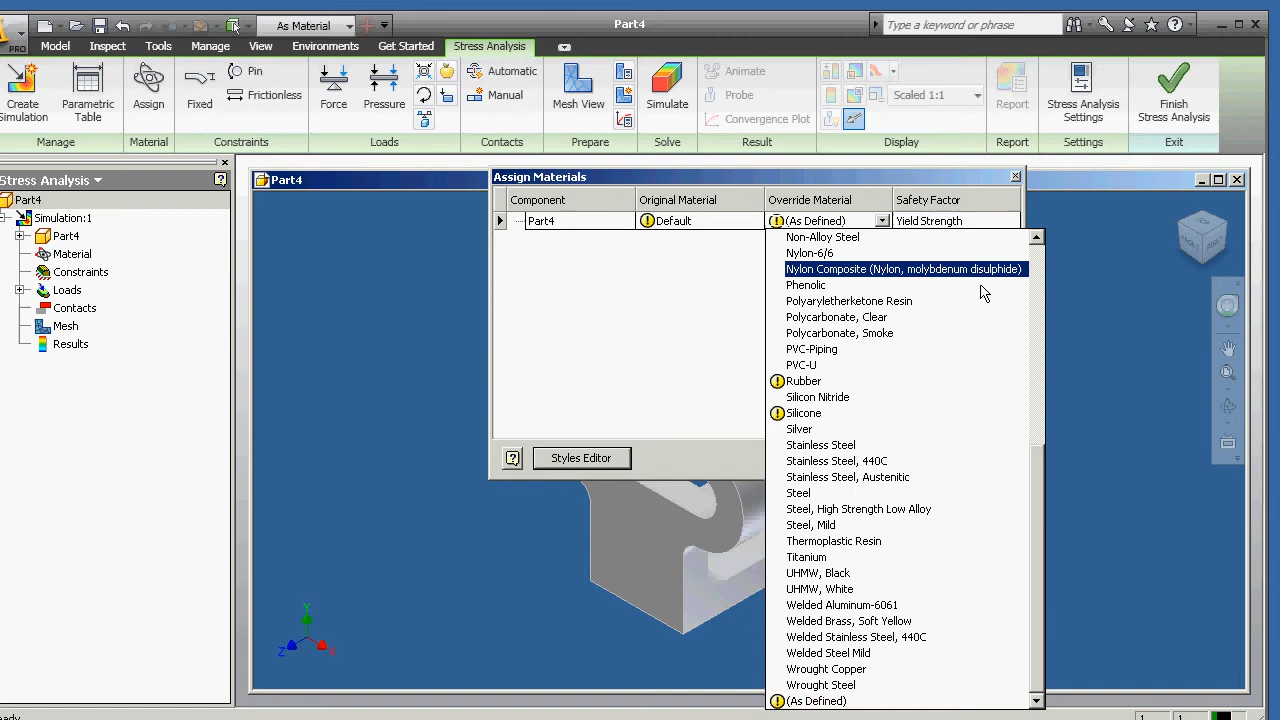 PRO
As Material
Part4
Type a keyword or phrase
Model
Inspect
Tools
Manage
View
Environments
Get Started
Stress Analysis
Create Simulation
Parametric Table
Assign
Fixed
Pin
Frictionless
Force
Pressure
Automatic
Manual
Mesh View
Simulate
Animate
Probe
Convergence Plot
Scaled 1:1
Report
Stress Analysis Settings
Finish Stress Analysis
Manage
Material
Constraints
Loads
Contacts
Prepare
Solve
Result
Display
Report
Settings
Exit
Stress Analysis
Part4
Simulation:1
Part4
Material
Constraints
Loads
Contacts
Mesh
Results
Part4
FRONT
RIGHT
Assign Materials
Component
Original Material
Override Material
Safety Factor
Part4
Default
(As Defined)
Yield Strength
Non-Alloy Steel
Nylon-6/6
Nylon Composite (Nylon, molybdenum disulphide)
Phenolic
Polyaryletherketone Resin
Polycarbonate, Clear
Polycarbonate, Smoke
PVC-Piping
PVC-U
Rubber
Silicon Nitride
Silicone
Silver
Stainless Steel
Stainless Steel, 440C
Stainless Steel, Austenitic
Steel
Steel, High Strength Low Alloy
Steel, Mild
Thermoplastic Resin
Titanium
UHMW, Black
UHMW, White
Welded Aluminum-6061
Welded Brass, Soft Yellow
Welded Stainless Steel, 440C
Welded Steel Mild
Wrought Copper
Wrought Steel
(As Defined)
Styles Editor
Y
Z
X
1
1